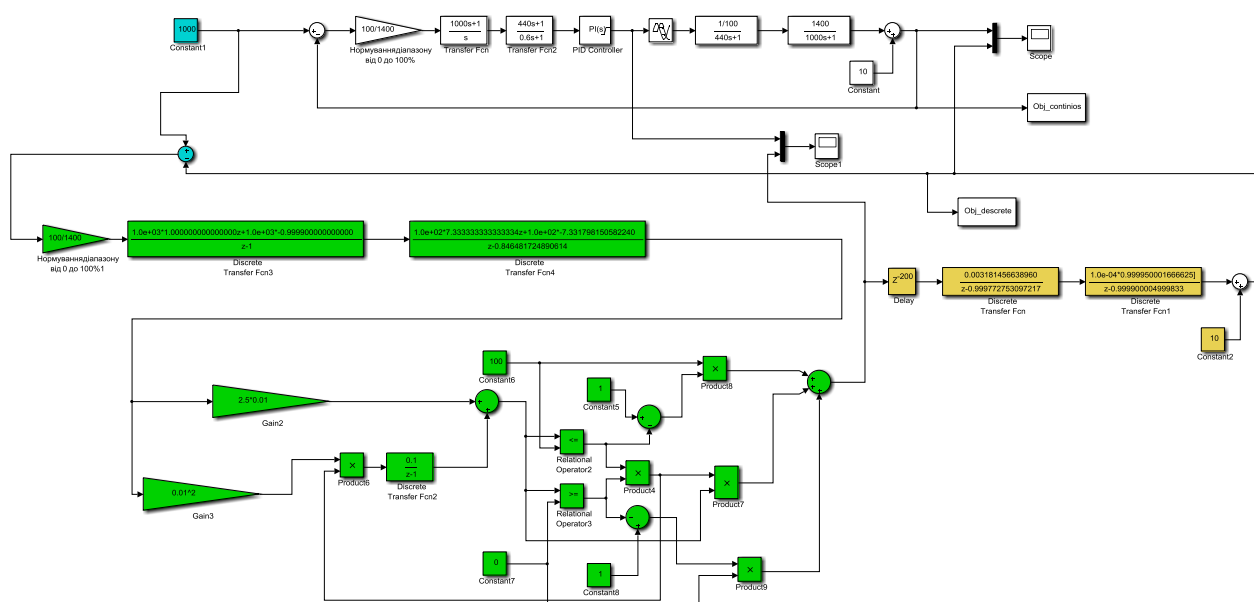 1000
Constant1
100/1400
Нормуваннядіапазону
від 0 до 100%
1000s+1
s
Transfer Fcn
440s+1
0.6s+1
Transfer Fcn2
PI(s)
PID Controller
1/100
440s+1
1400
1000s+1
10
Constant
Scope
Obj_continios
Scope1
Obj_descrete
100/1400
Нормуваннядіапазону
від 0 до 100%1
1.0e+03*1.000000000000000z+1.0e+03*-0.999900000000000
z-1
Discrete
Transfer Fcn3
1.0e+02*7.333333333333334z+1.0e+02*-7.331798150582240
z-0.846481724890614
Discrete
Transfer Fcn4
Z-200
Delay
0.003181456638960
z-0.999772753097217
Discrete
Transfer Fcn
1.0e-04*0.999950001666625]
z-0.999900004999833
Discrete
Transfer Fcn1
10
Constant2
100
Constant6
1
Constant5
×
Product8
2.5*0.01
Gain2
<=
Relational
Operator2
0.01^2
Gain3
×
Product6
0.1
z-1
Discrete
Transfer Fcn2
>=
Relational
Operator3
×
Product4
×
Product7
0
Constant7
1
Constant8
×
Product9